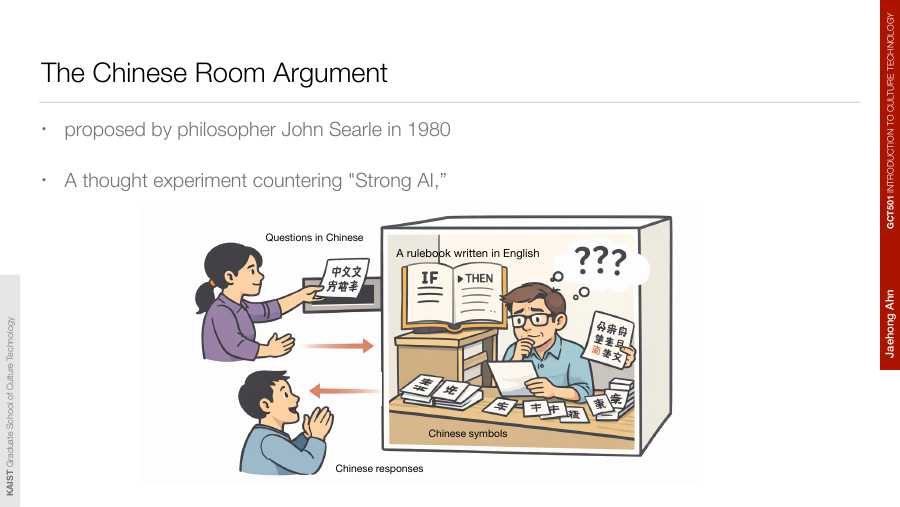 The Chinese Room Argument
· proposed by philosopher John Searle in 1980
· A thought experiment countering "Strong AI,”
Questions in Chinese
中文文
A rulebook written in English
IF
▸THEN
???
Chinese symbols
Chinese responses
GCT501 INTRODUCTION TO CULTURE TECHNOLOGY
Jaehong Ahn
KAIST Graduate School of Culture Technology